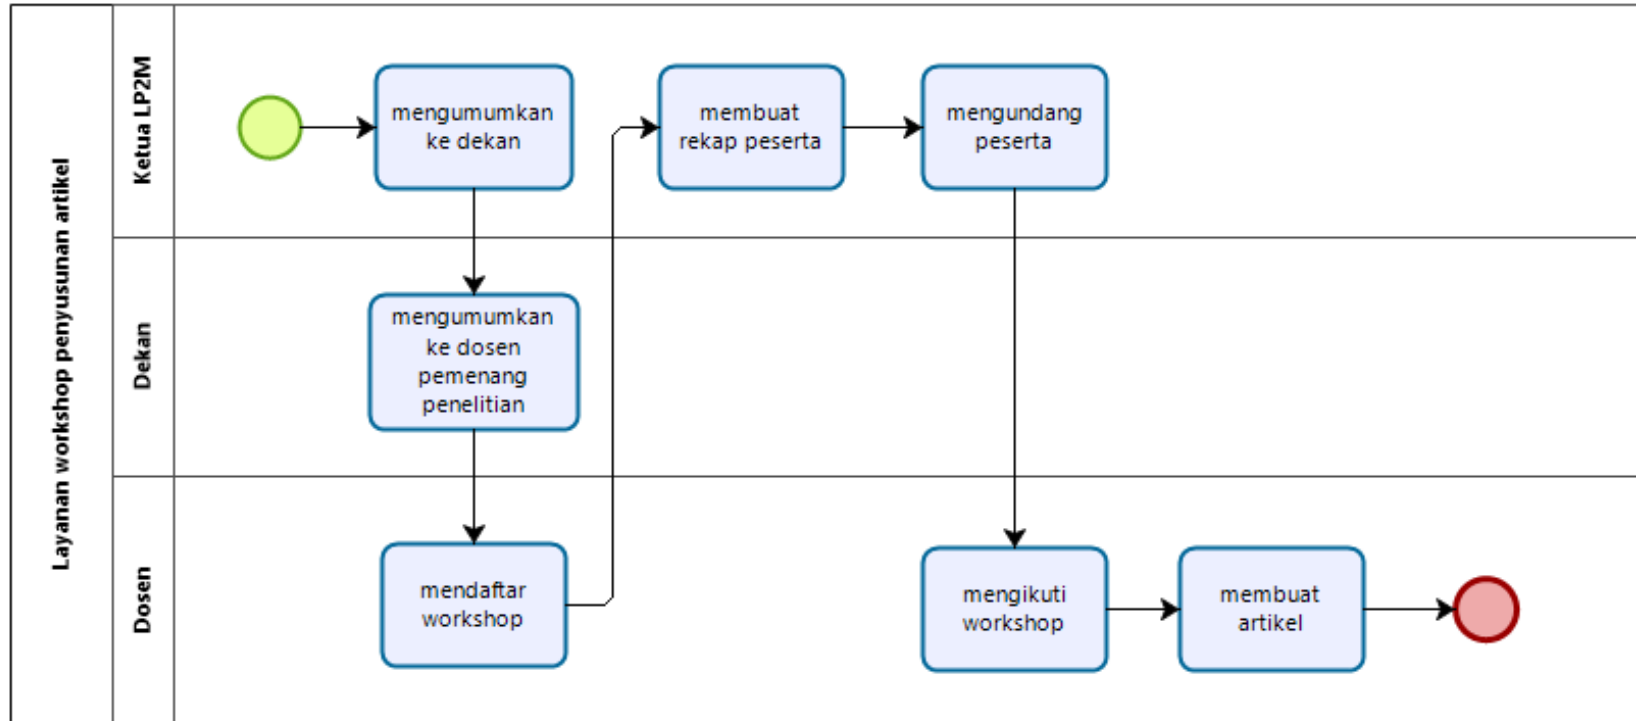 Layanan workshop penyusunan artikel
Ketua LP2M
mengumumkan
ke dekan
membuat
rekap peserta
mengundang
peserta
Dekan
mengumumkan
ke dosen
pemenang
penelitian
Dosen
mendaftar
workshop
mengikuti
workshop
membuat
artikel